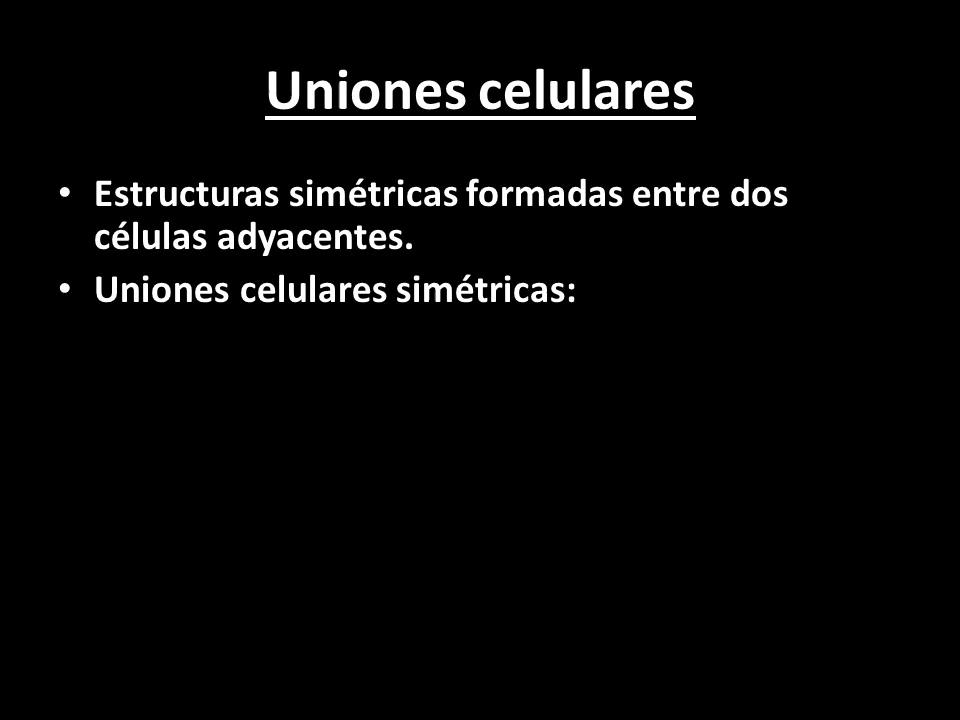 Uniones celulares
• Estructuras simétricas formadas entre dos
células adyacentes.
• Uniones celulares simétricas: